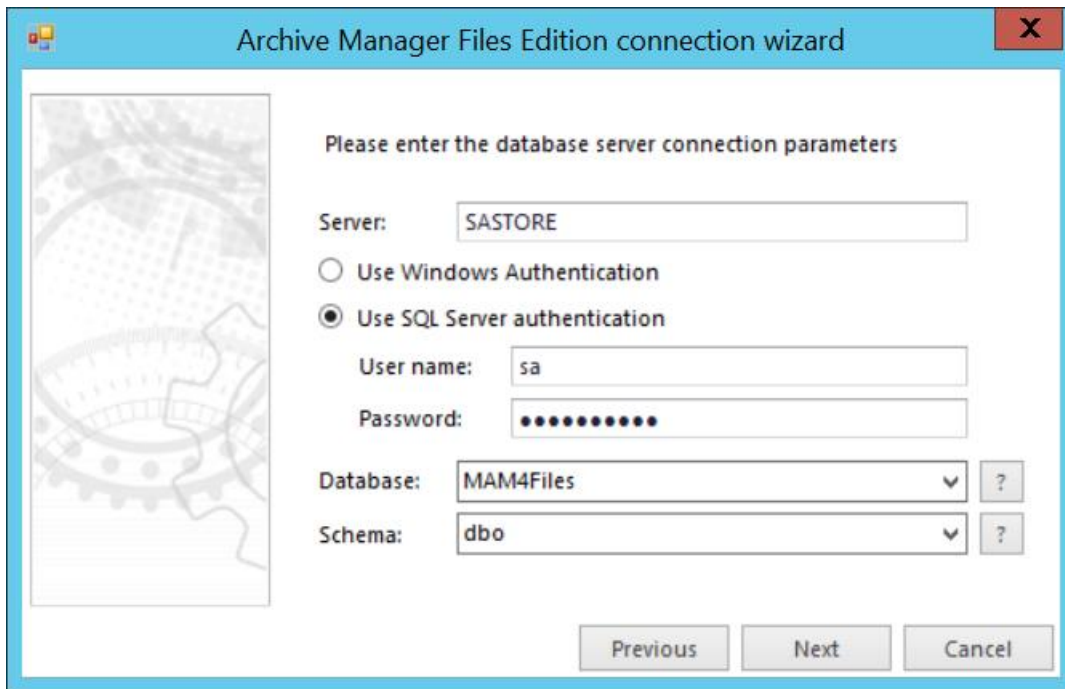 Archive Manager Files Edition connection wizard
X
Please enter the database server connection parameters
Server: SASTORE
Use Windows Authentication
Use SQL Server authentication
User name: sa
Password: ●●●●●●●●●●
Database: MAM4Files ?
Schema: dbo ?
Previous Next Cancel